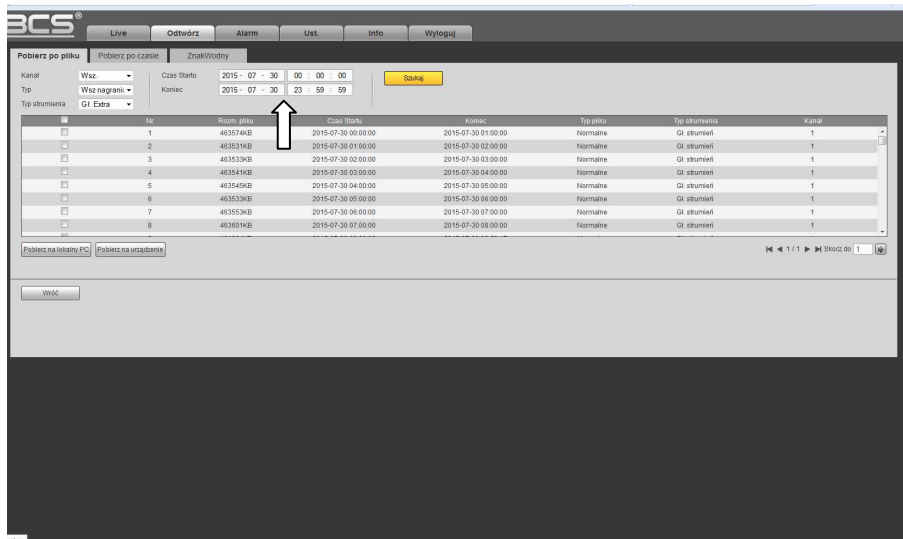 BCS®
Live Odtwórz Alarm Ust. Info Wyloguj
Pobierz po pliku Pobierz po czasie ZnakWodny
Kanał Wsz. Czas Startu 2015 - 07 - 30 00 : 00 : 00 Szukaj
Typ Wsz nagranic Koniec 2015 - 07 - 30 23 : 59 : 59
Typ strumienia Gł. Extra
Nr. Rozm. pliku Czas Startu Koniec Typ pliku Typ strumienia Kanał
1 463574KB 2015-07-30 00:00:00 2015-07-30 01:00:00 Normalne Gł. strumień 1
2 463531KB 2015-07-30 01:00:00 2015-07-30 02:00:00 Normalne Gł. strumień 1
3 463533KB 2015-07-30 02:00:00 2015-07-30 03:00:00 Normalne Gł. strumień 1
4 463541KB 2015-07-30 03:00:00 2015-07-30 04:00:00 Normalne Gł. strumień 1
5 463545KB 2015-07-30 04:00:00 2015-07-30 05:00:00 Normalne Gł. strumień 1
6 463533KB 2015-07-30 05:00:00 2015-07-30 06:00:00 Normalne Gł. strumień 1
7 463553KB 2015-07-30 06:00:00 2015-07-30 07:00:00 Normalne Gł. strumień 1
8 463601KB 2015-07-30 07:00:00 2015-07-30 08:00:00 Normalne Gł. strumień 1
Pobierz na lokalny PC Pobierz na urządzenie 1 / 1 Skocz do 1
Wróć